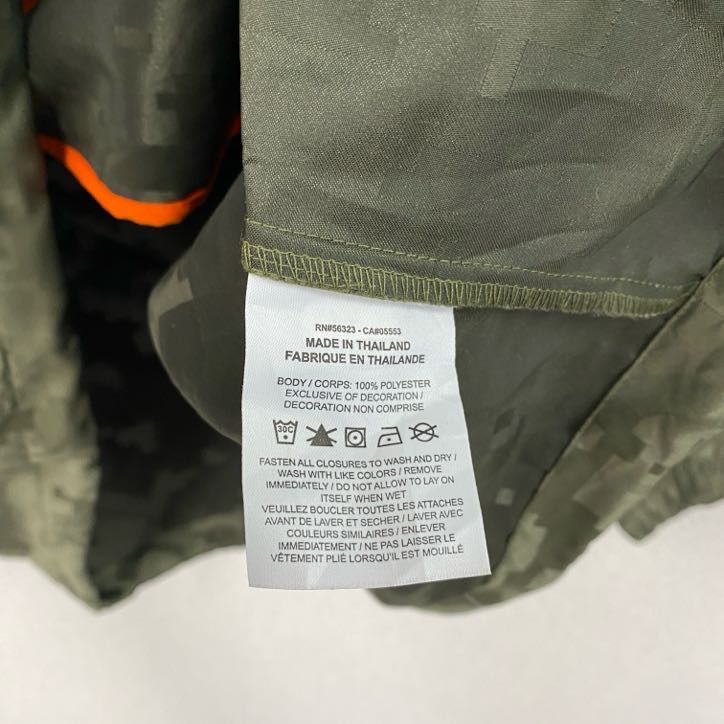 RN#56323 - CA#05553
MADE IN THAILAND
FABRIQUE EN THAILANDE
BODY / CORPS: 100% POLYESTER
EXCLUSIVE OF DECORATION /
DECORATION NON COMPRISE
30C
FASTEN ALL CLOSURES TO WASH AND DRY /
WASH WITH LIKE COLORS / REMOVE
IMMEDIATELY / DO NOT ALLOW TO LAY ON
ITSELF WHEN WET
VEUILLEZ BOUCLER TOUTES LES ATTACHES
AVANT DE LAVER ET SECHER / LAVER AVEC
COULEURS SIMILAIRES / ENLEVER
IMMEDIATEMENT / NE PAS LAISSER LE
VÊTEMENT PLIÉ LORSQU'IL EST MOUILLÉ